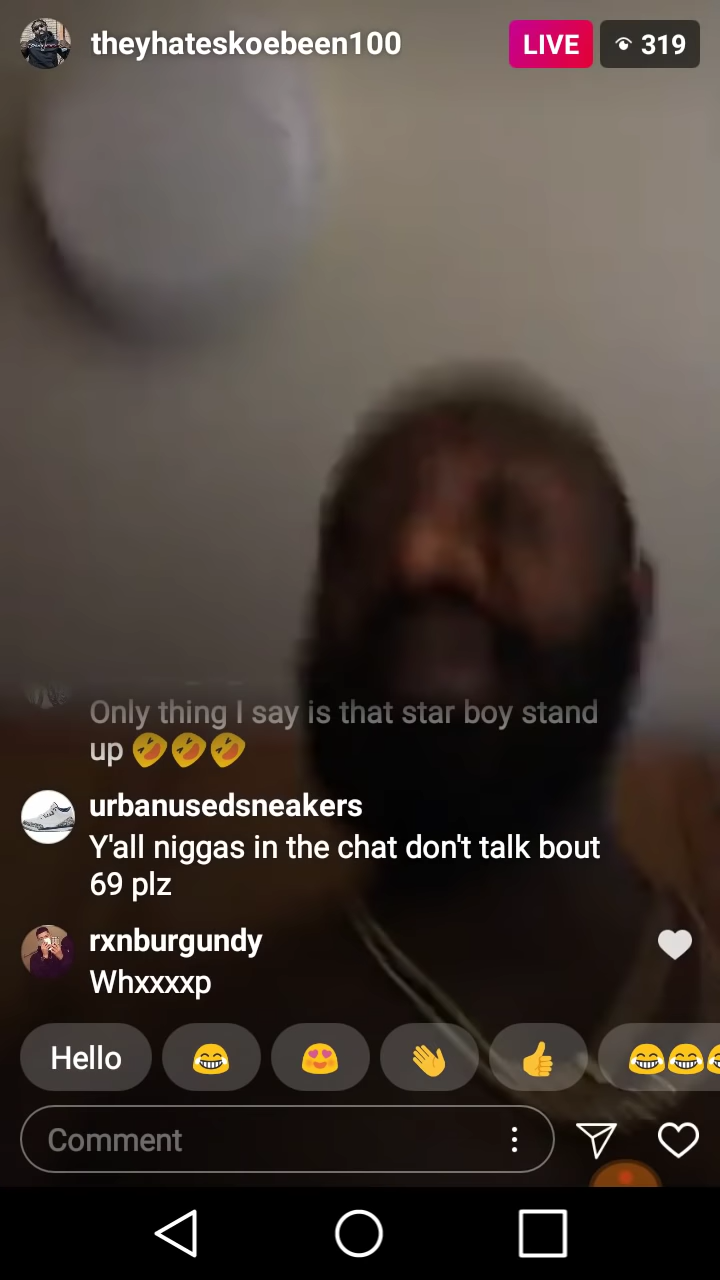 theyhateskoebeen100
LIVE
319
Only thing I say is that star boy stand
up 🤣🤣🤣
urbanusedsneakers
Y'all niggas in the chat don't talk bout
69 plz
rxnburgundy
Whxxxxp
Hello
😂 😍 👋 👍 😂😂😂
Comment